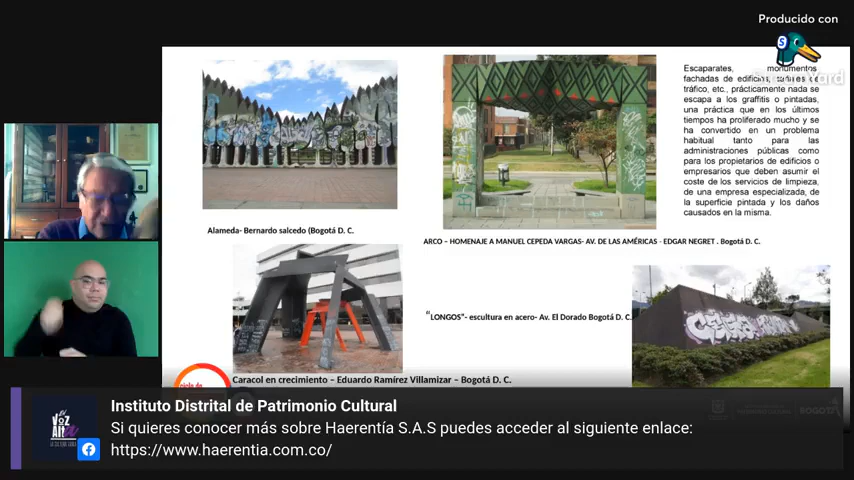 Producido con
Escaparates, monumentos,
fachadas de edificios, señales de
tráfico, etc., prácticamente nada se
escapa a los graffitis o pintadas,
una práctica que en los últimos
tiempos ha proliferado mucho y se
ha convertido en un problema
habitual tanto para las
administraciones públicas como
para los propietarios de edificios o
empresarios que deben asumir el
coste de los servicios de limpieza,
de una empresa especializada, de
la superficie pintada y los daños
causados en la misma.
Alameda- Bernardo salcedo (Bogotá D. C.
ARCO – HOMENAJE A MANUEL CEPEDA VARGAS- AV. DE LAS AMÉRICAS - EDGAR NEGRET . Bogotá D. C.
“LONGOS”- escultura en acero- Av. El Dorado Bogotá D. C.
Caracol en crecimiento – Eduardo Ramírez Villamizar – Bogotá D. C.
ciclo de
Instituto Distrital de Patrimonio Cultural
Si quieres conocer más sobre Haerentía S.A.S puedes acceder al siguiente enlace:
https://www.haerentia.com.co/
VOZ
BOGOTÁ